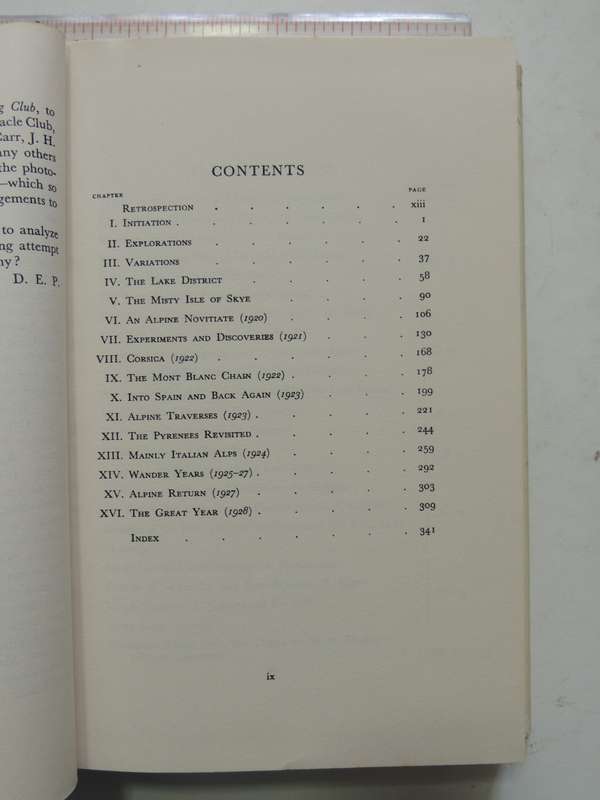 g Club, to
acle Club,
Carr, J. H.
any others
the photo-
—which so
gements to
to analyze
ng attempt
ny?
D. E. P.
CONTENTS
CHAPTER PAGE
RETROSPECTION . . . . . . xiii
I. INITIATION . . . . . . . 1
II. EXPLORATIONS . . . . . . 22
III. VARIATIONS . . . . . . 37
IV. THE LAKE DISTRICT . . . . . 58
V. THE MISTY ISLE OF SKYE . . . . 90
VI. AN ALPINE NOVITIATE (1920) . . . . 106
VII. EXPERIMENTS AND DISCOVERIES (1921) . . . 130
VIII. CORSICA (1922) . . . . . . 168
IX. THE MONT BLANC CHAIN (1922) . . . . 178
X. INTO SPAIN AND BACK AGAIN (1923) . . . 199
XI. ALPINE TRAVERSES (1923) . . . . . 221
XII. THE PYRENEES REVISITED . . . . . 244
XIII. MAINLY ITALIAN ALPS (1924) . . . . 259
XIV. WANDER YEARS (1925–27) . . . . . 292
XV. ALPINE RETURN (1927) . . . . . 303
XVI. THE GREAT YEAR (1928) . . . . . 309
INDEX . . . . . . . 341
ix